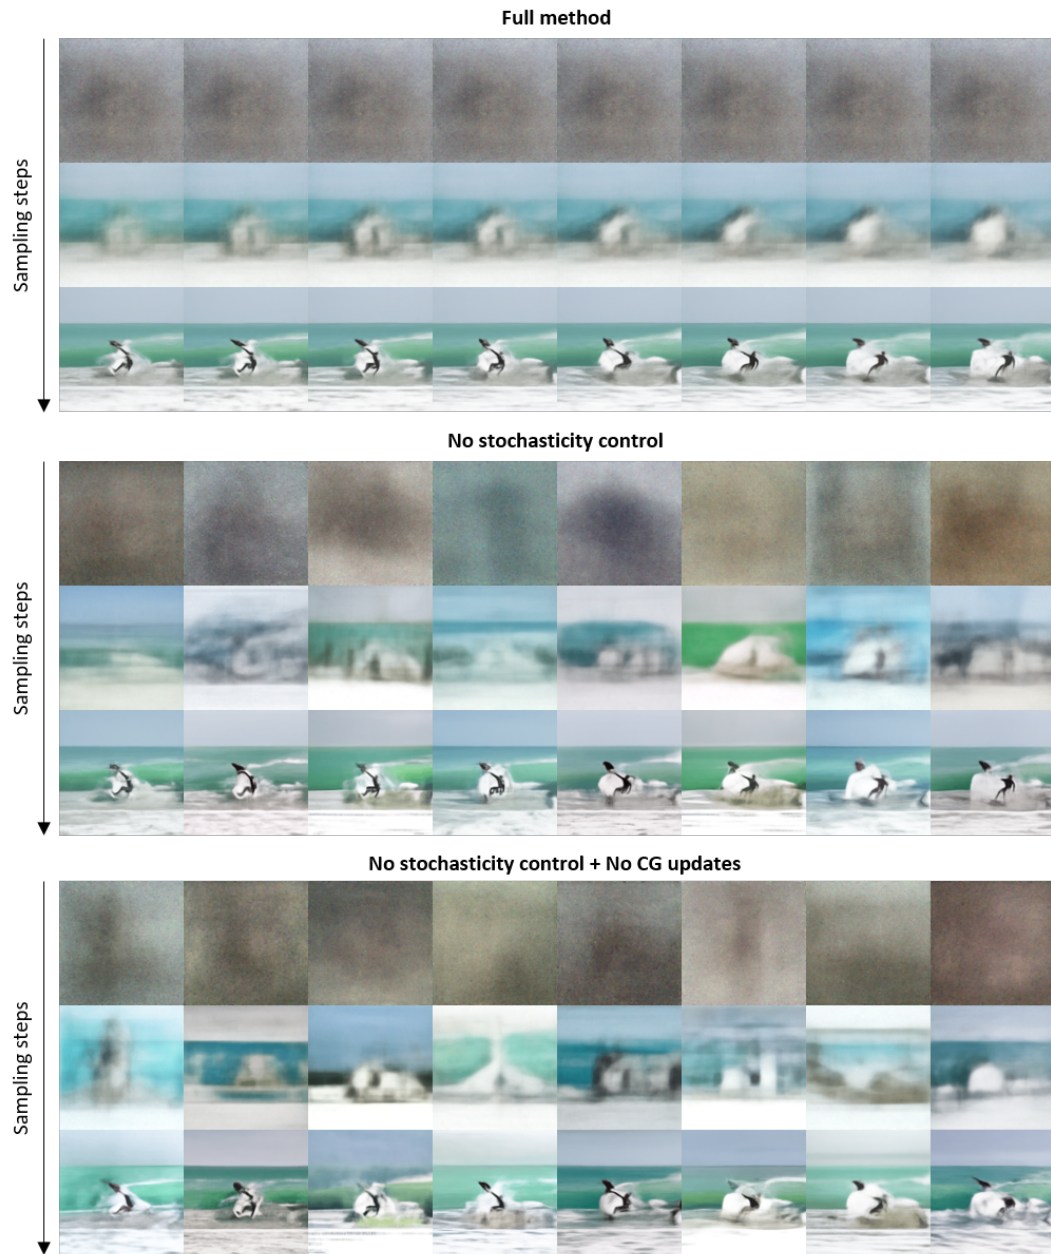 Full method
Sampling steps
No stochasticity control
Sampling steps
No stochasticity control + No CG updates
Sampling steps